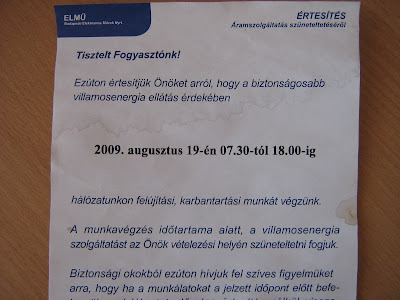 ELMŰ
Budapesti Elektromos Művek Nyrt.
ÉRTESÍTÉS
Áramszolgáltatás szüneteltetéséről
Tisztelt Fogyasztónk!
Ezúton értesítjük Önöket arról, hogy a biztonságosabb
villamosenergia ellátás érdekében
2009. augusztus 19-én 07.30-tól 18.00-ig
hálózatunkon felújítási, karbantartási munkát végzünk.
A munkavégzés időtartama alatt, a villamosenergia
szolgáltatást az Önök vételezési helyén szüneteltetni fogjuk.
Biztonsági okokból ezúton hívjuk fel szíves figyelmüket
arra, hogy ha a munkálatokat a jelzett időpont előtt befe-